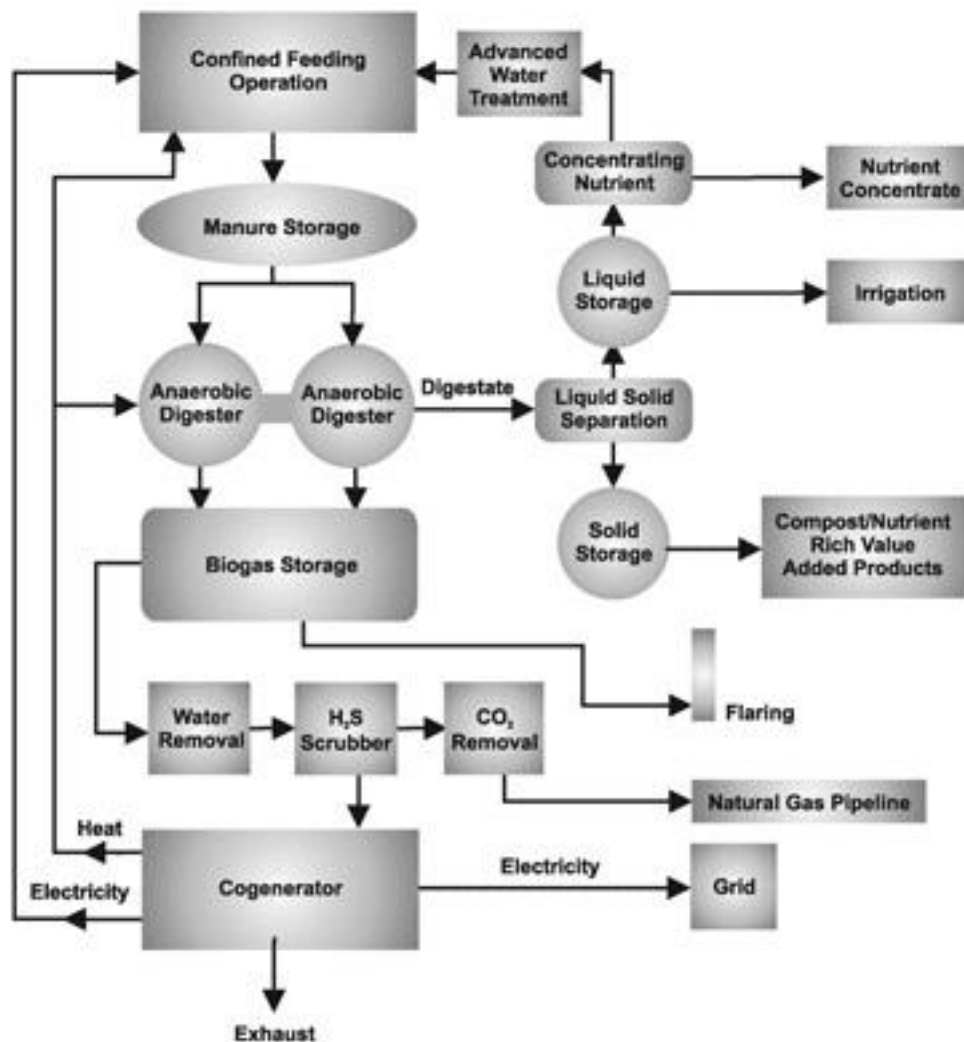 Confined Feeding
Operation
Advanced
Water
Treatment
Concentrating
Nutrient
Nutrient
Concentrate
Manure Storage
Liquid
Storage
Irrigation
Anaerobic
Digester
Anaerobic
Digester
Digestate
Liquid Solid
Separation
Solid
Storage
Compost/Nutrient
Rich Value
Added Products
Biogas Storage
Flaring
Water
Removal
H₂S
Scrubber
CO₂
Removal
Natural Gas Pipeline
Heat
Electricity
Cogenerator
Electricity
Grid
Exhaust